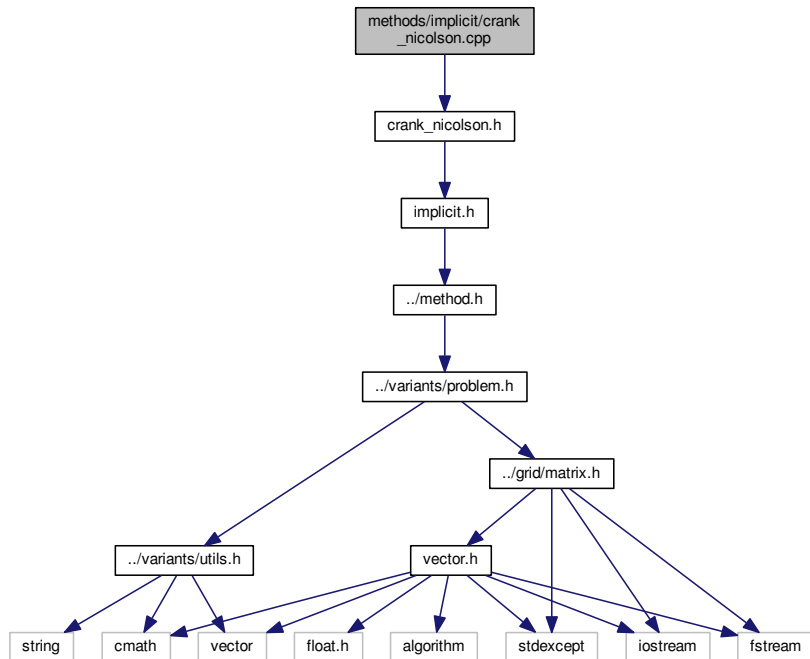 methods/implicit/crank
_nicolson.cpp
crank_nicolson.h
implicit.h
../method.h
../variants/problem.h
../grid/matrix.h
../variants/utils.h
vector.h
string
cmath
vector
float.h
algorithm
stdexcept
iostream
fstream